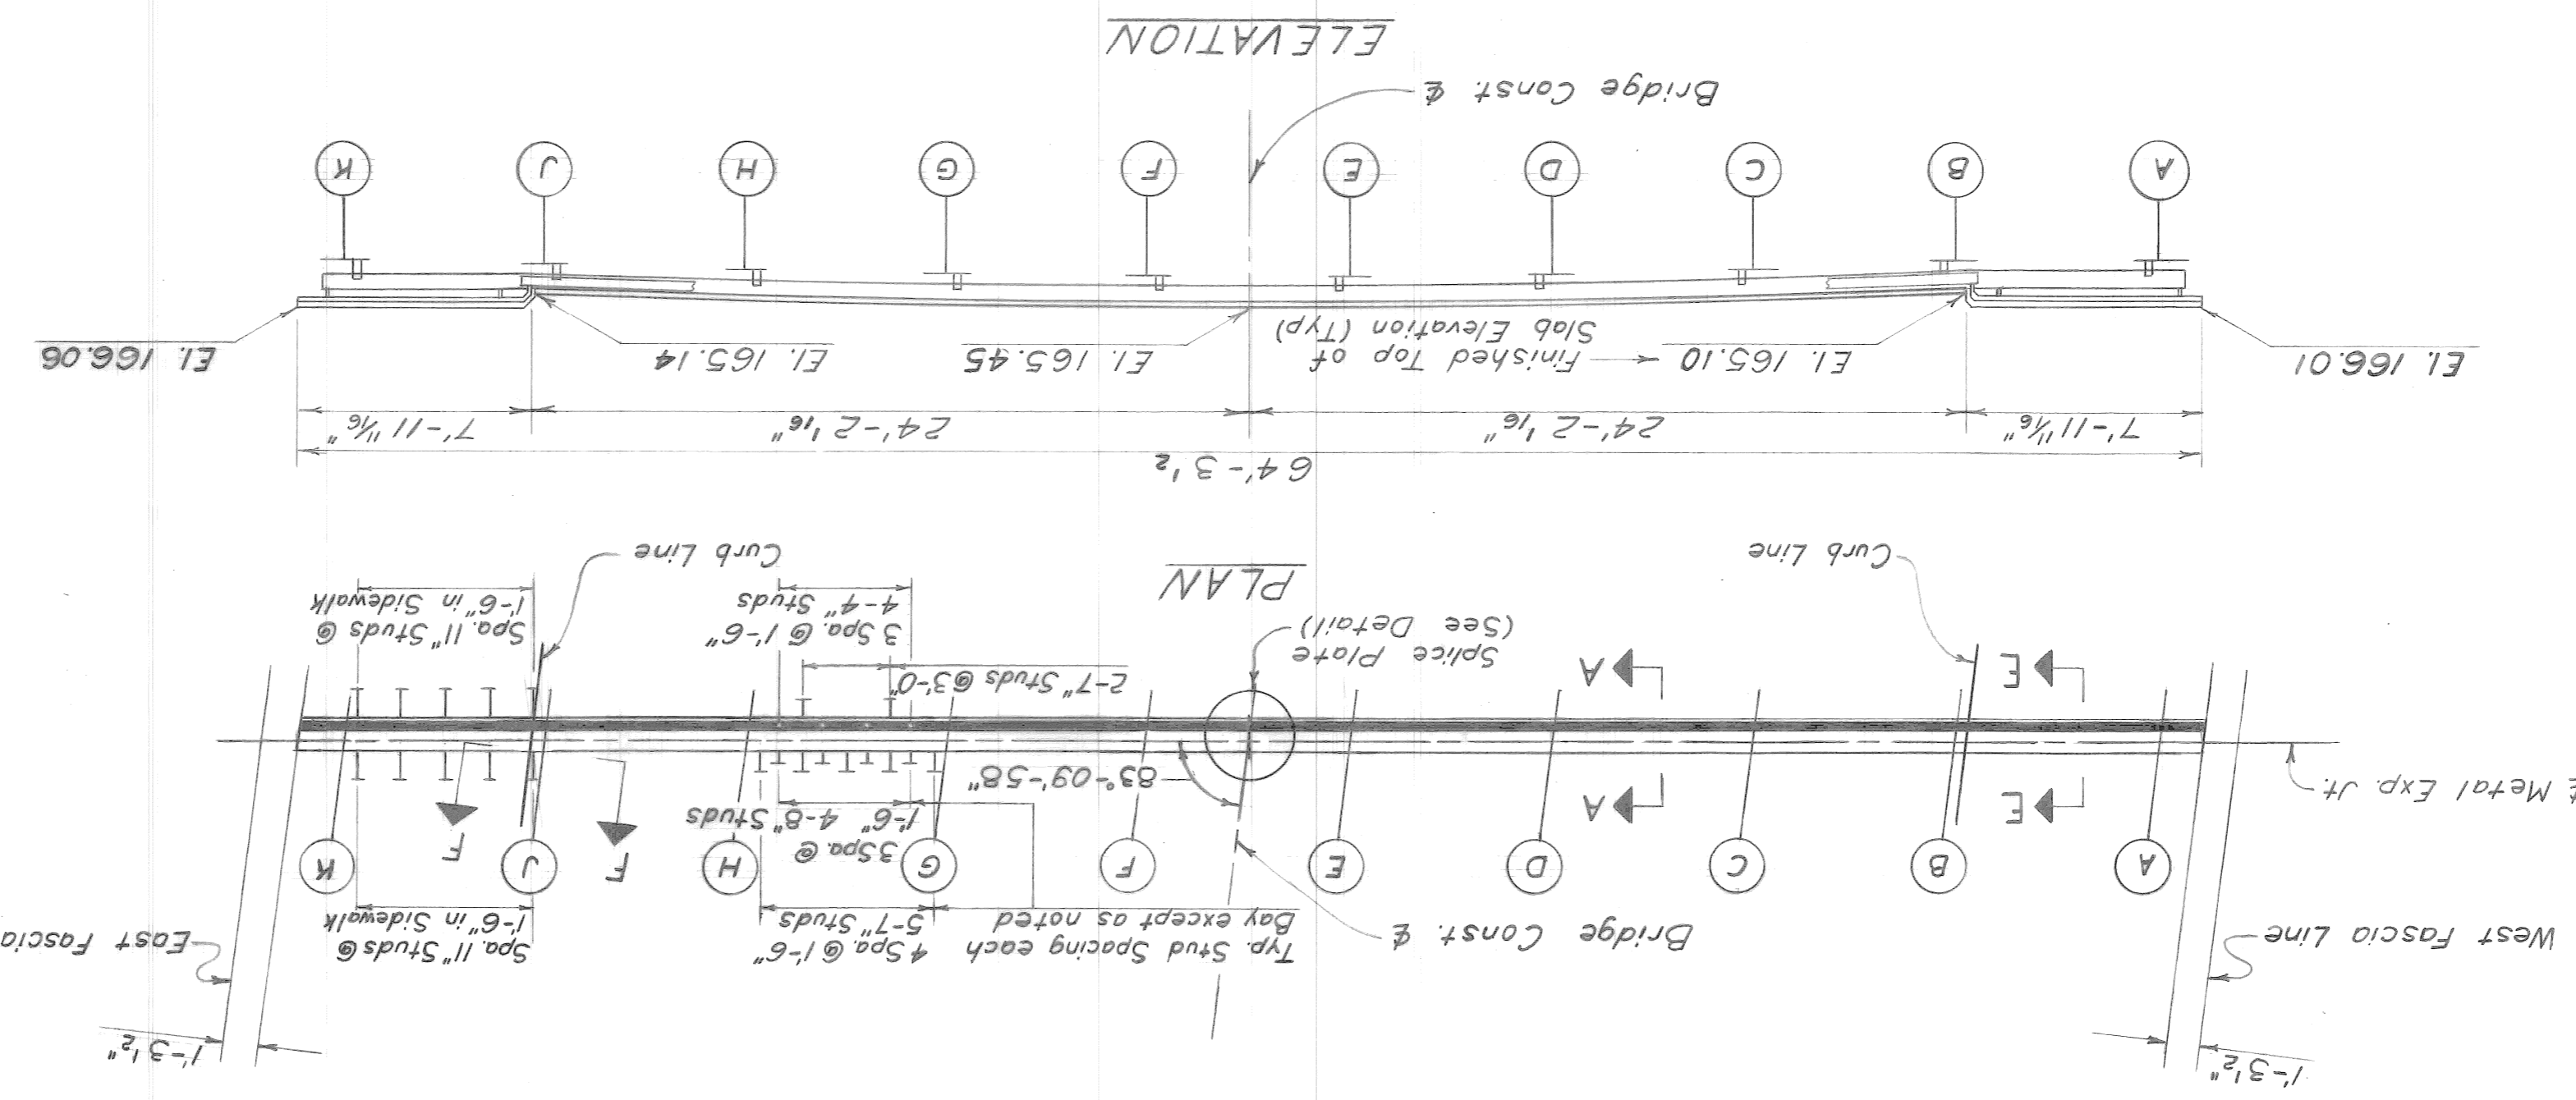 1'-3 1/2"
1'-3 1/2"
West Fascia Line
Bridge Const. ℄
Typ. Stud Spacing each
Bay except as noted
4 Spa. @ 1'-6"
5-7" Studs
Spa. 11" Studs @
1'-6" in Sidewalk
East Fascia
A
B
C
D
E
F
G
H
J
K
3 Spa. @
1'-6" 4-8" Studs
F
F
℄ Metal Exp. Jt.
E
A
83°-09'-58"
E
A
2-7" Studs @ 3'-0"
Splice Plate
(See Detail)
3 Spa. @ 1'-6"
4-4" Studs
Spa. 11" Studs @
1'-6" in Sidewalk
PLAN
Curb Line
Curb Line
64'-3 1/2
7'-11 11/16"
24'-2 1/16"
24'-2 1/16"
7'-11 11/16"
El. 166.01
El. 165.10
Finished Top of
Slab Elevation (Typ)
El. 165.45
El. 165.14
El. 166.06
A
B
C
D
E
F
G
H
J
K
Bridge Const. ℄
ELEVATION